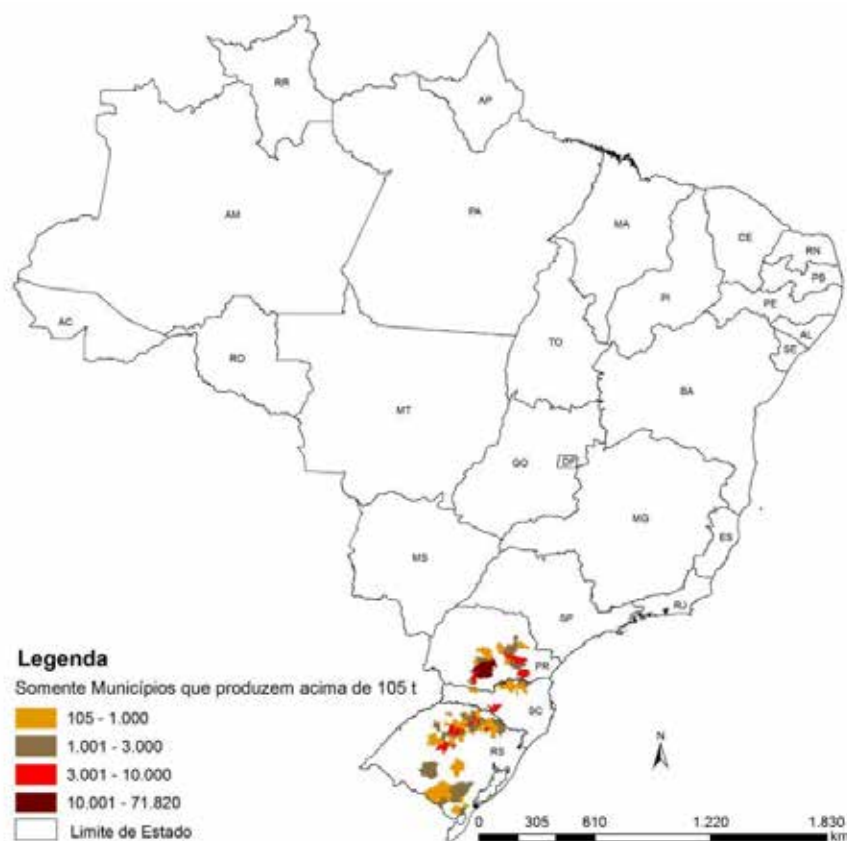 RR
AP
AM
PA
MA
CE
RN
PB
PI
PE
AC
AL
TO
SE
RO
BA
MT
GO
DF
MG
MS
ES
SP
RJ
PR
SC
RS
Legenda
Somente Municípios que produzem acima de 105 t
105 - 1.000
1.001 - 3.000
3.001 - 10.000
10.001 - 71.820
Limite de Estado
N
0 305 610 1.220 1.830
km